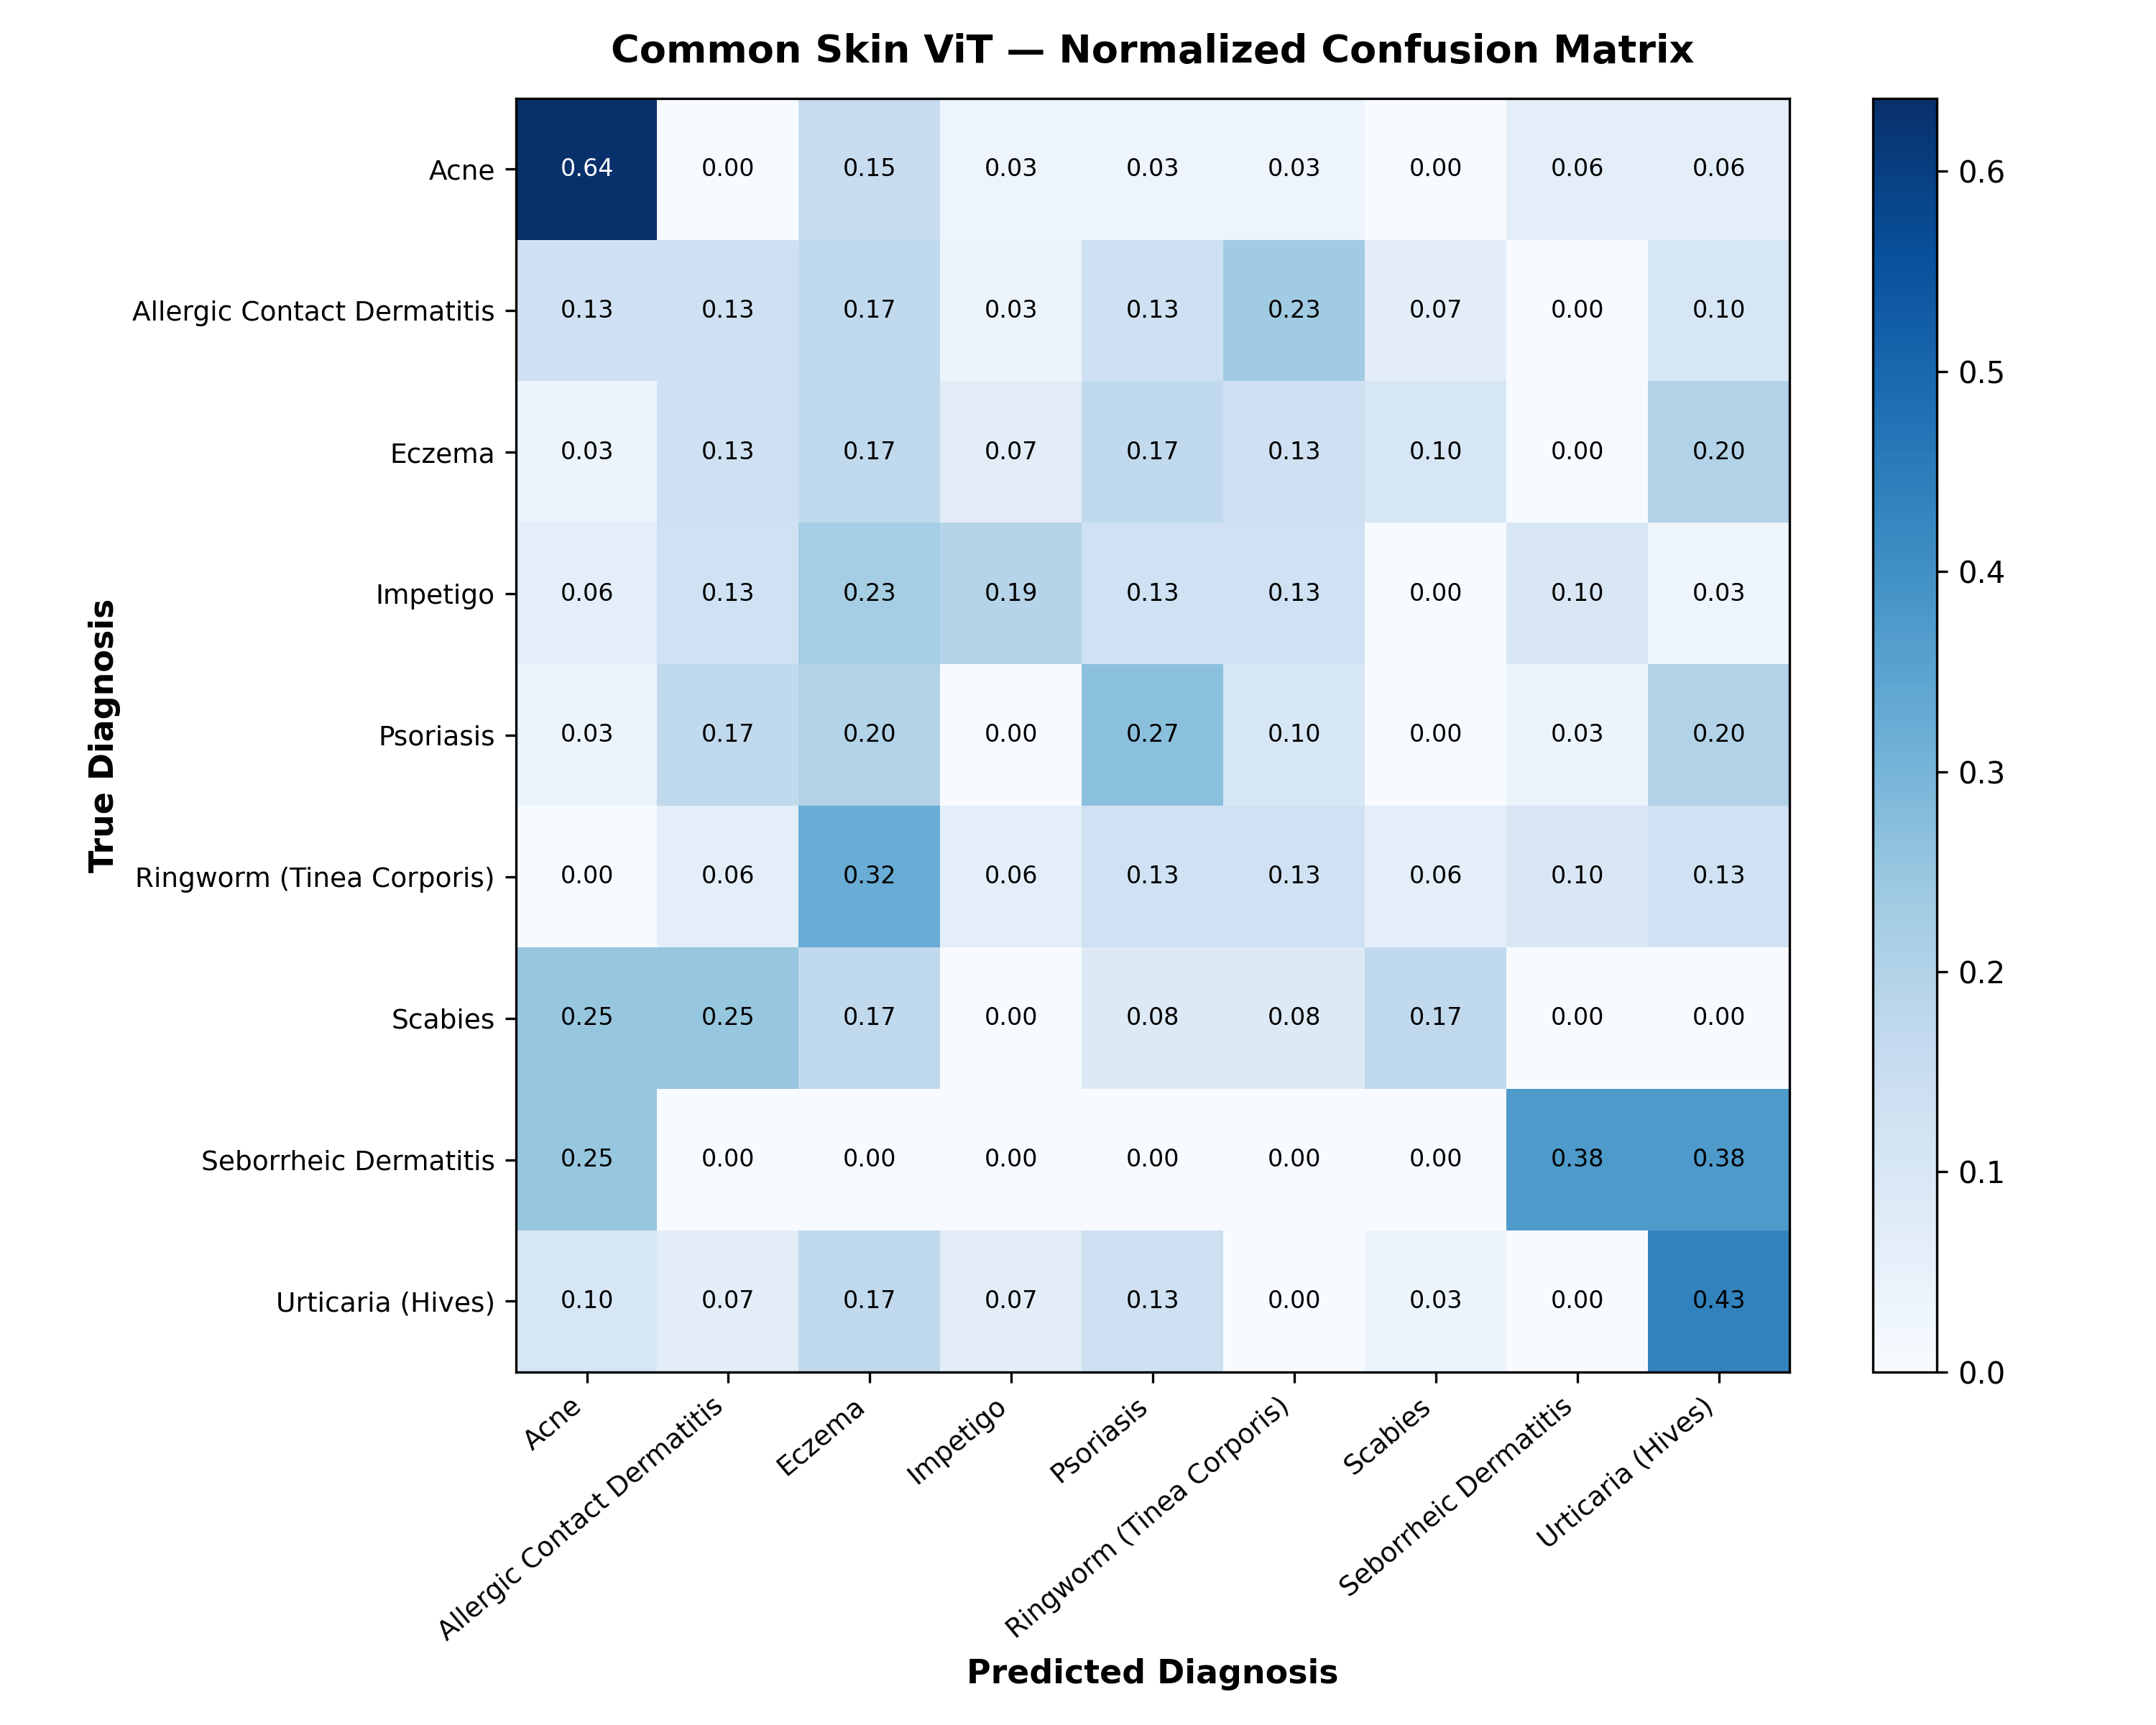 Common Skin ViT — Normalized Confusion Matrix
True Diagnosis
Acne 0.64 0.00 0.15 0.03 0.03 0.03 0.00 0.06 0.06
Allergic Contact Dermatitis 0.13 0.13 0.17 0.03 0.13 0.23 0.07 0.00 0.10
Eczema 0.03 0.13 0.17 0.07 0.17 0.13 0.10 0.00 0.20
Impetigo 0.06 0.13 0.23 0.19 0.13 0.13 0.00 0.10 0.03
Psoriasis 0.03 0.17 0.20 0.00 0.27 0.10 0.00 0.03 0.20
Ringworm (Tinea Corporis) 0.00 0.06 0.32 0.06 0.13 0.13 0.06 0.10 0.13
Scabies 0.25 0.25 0.17 0.00 0.08 0.08 0.17 0.00 0.00
Seborrheic Dermatitis 0.25 0.00 0.00 0.00 0.00 0.00 0.00 0.38 0.38
Urticaria (Hives) 0.10 0.07 0.17 0.07 0.13 0.00 0.03 0.00 0.43
Acne
Allergic Contact Dermatitis
Eczema
Impetigo
Psoriasis
Ringworm (Tinea Corporis)
Scabies
Seborrheic Dermatitis
Urticaria (Hives)
Predicted Diagnosis
0.6
0.5
0.4
0.3
0.2
0.1
0.0